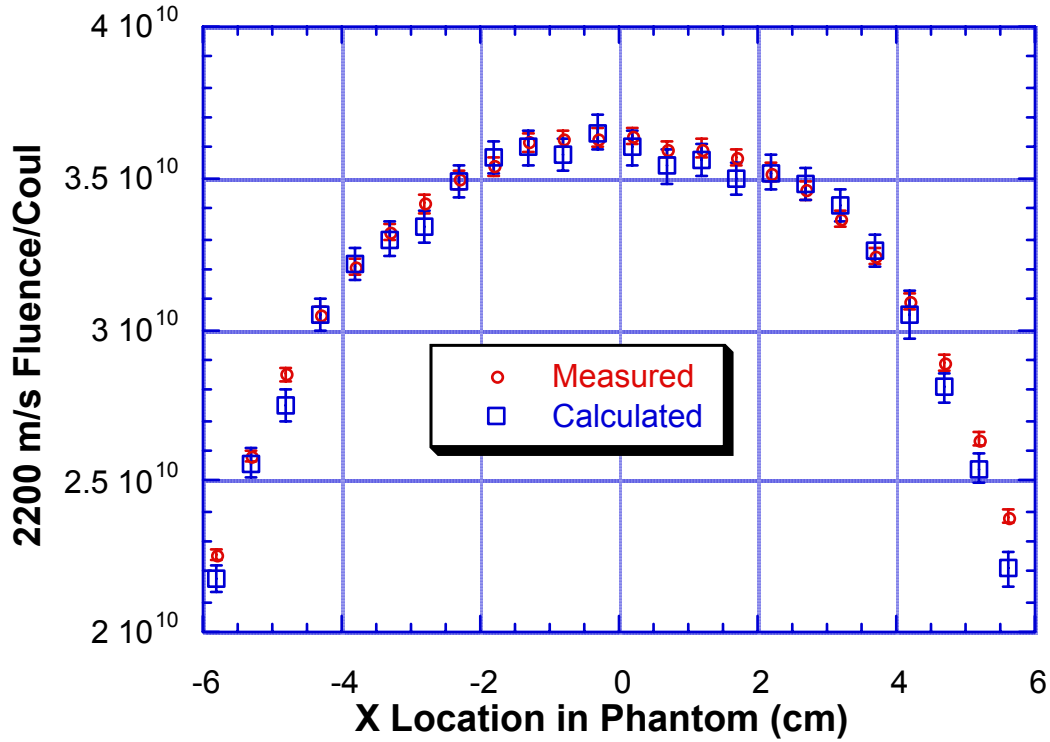 4 10¹⁰
3.5 10¹⁰
3 10¹⁰
2.5 10¹⁰
2 10¹⁰
2200 m/s Fluence/Coul
Measured
Calculated
-6 -4 -2 0 2 4 6
X Location in Phantom (cm)